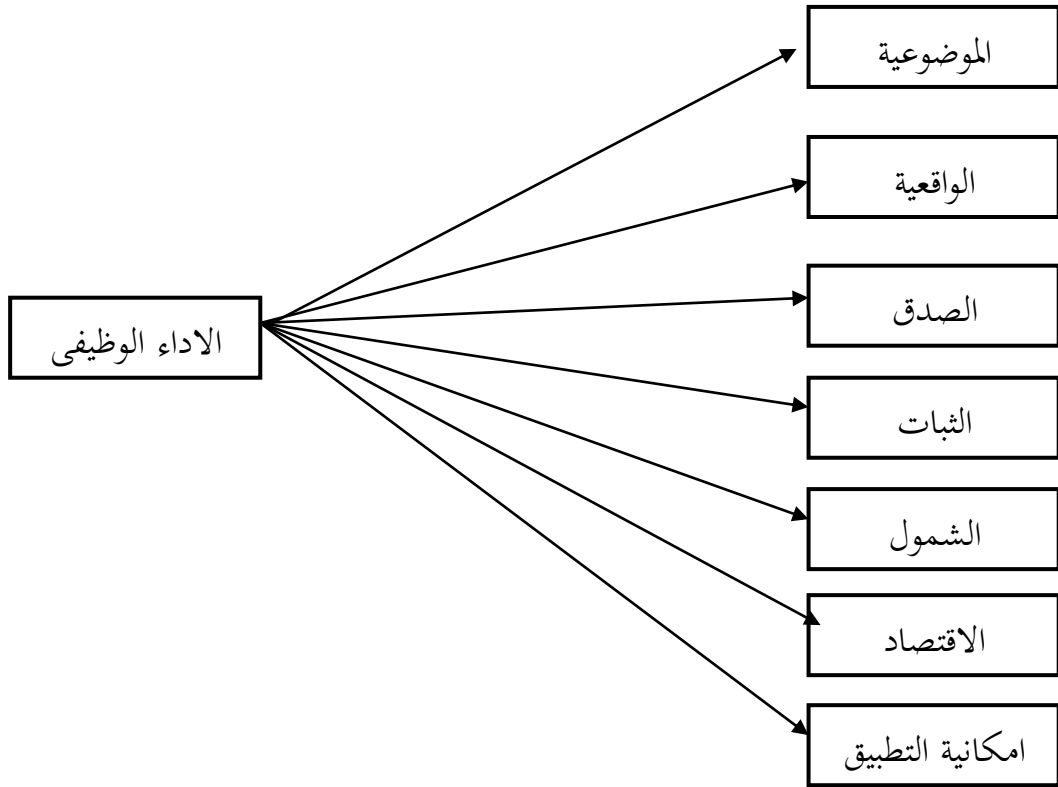 الموضوعية
الواقعية
الصدق
الاداء الوظيفى
الثبات
الشمول
الاقتصاد
امكانية التطبيق